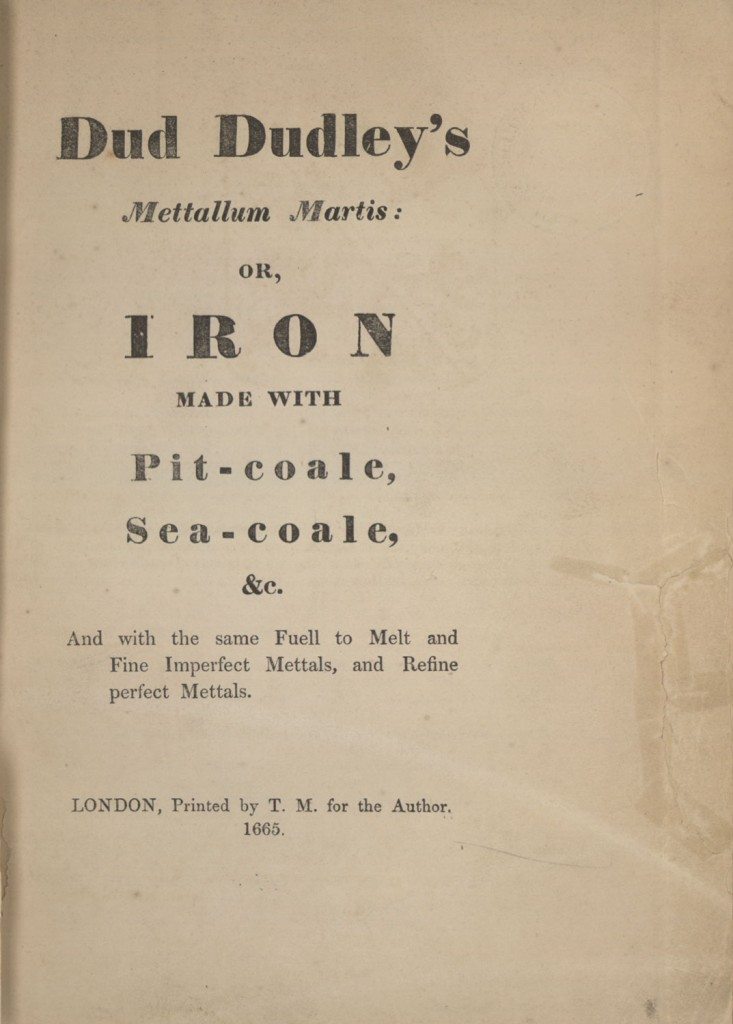 Dud Dudley's
Mettallum Martis:
OR,
IRON
MADE WITH
Pit-coale,
Sea-coale,
&c.
And with the same Fuell to Melt and
Fine Imperfect Mettals, and Refine
perfect Mettals.
LONDON, Printed by T. M. for the Author.
1665.